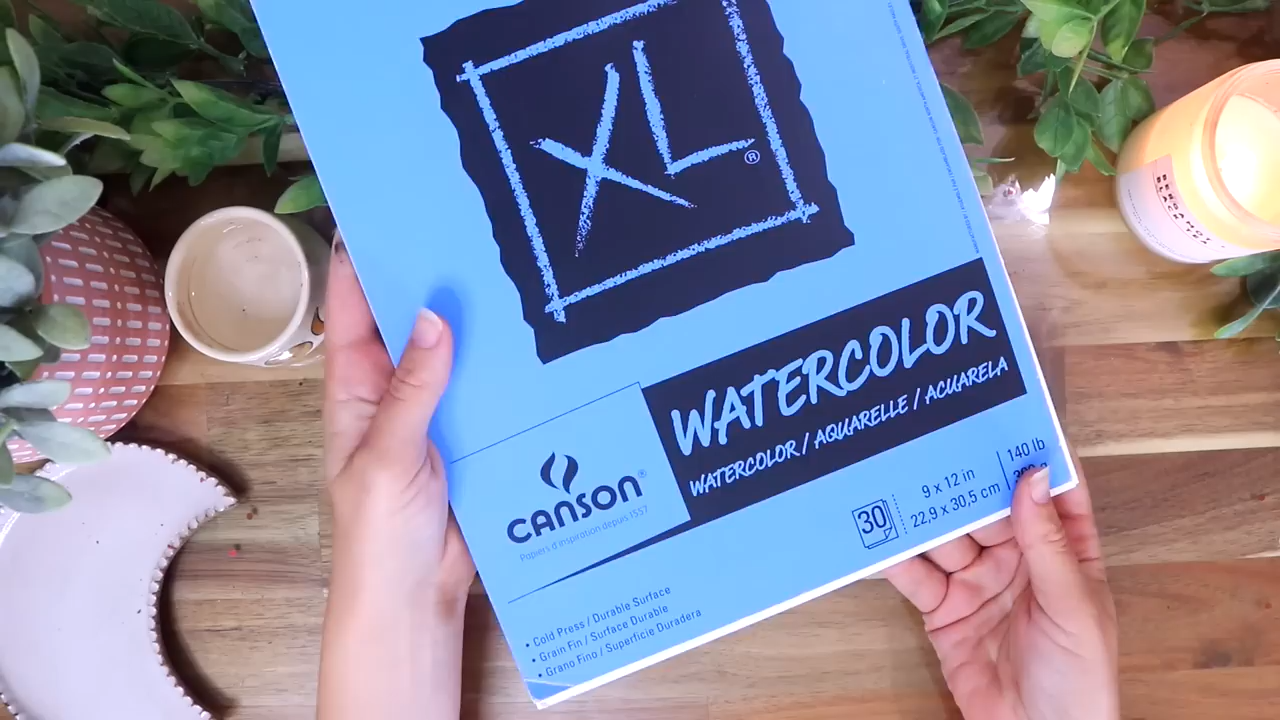 XL®
WATERCOLOR
WATERCOLOR / AQUARELLE / ACUARELA
CANSON®
Papiers d'inspiration depuis 1557
30
9 x 12 in
22,9 x 30,5 cm
140 lb
• Cold Press / Durable Surface
• Grain Fin / Surface Durable
• Grano Fino / Superficie Duradera